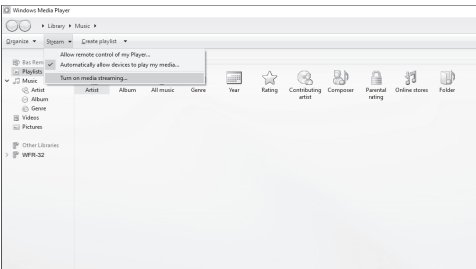 Windows Media Player
Library ▸ Music ▸
Organize Stream Create playlist
Allow remote control of my Player...
Automatically allow devices to play my media...
Turn on media streaming...
Bas Rem
Playlists
Music
Artist
Album
Genre
Videos
Pictures
Other Libraries
WFR-32
Artist Album All music Genre Year Rating Contributing artist Composer Parental rating Online stores Folder